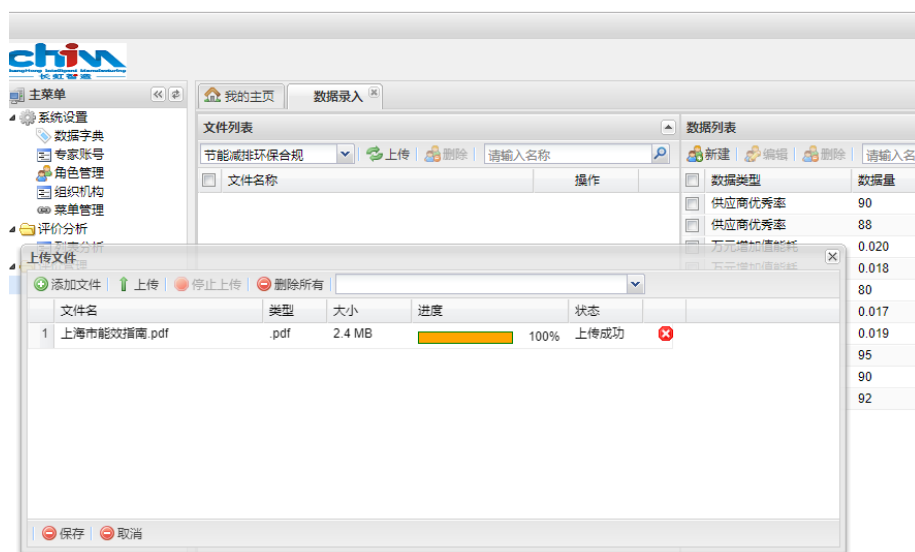 chim
长虹智造
主菜单
我的主页
数据录入
系统设置
数据字典
专家账号
角色管理
组织机构
菜单管理
评价分析
文件列表
节能减排环保合规
上传
删除
请输入名称
文件名称
操作
数据列表
新建
编辑
删除
请输入名
数据类型
数据量
供应商优秀率
90
供应商优秀率
88
万元增加值能耗
0.020
0.018
80
0.017
0.019
95
90
92
上传文件
添加文件
上传
停止上传
删除所有
文件名
类型
大小
进度
状态
1
上海市能效指南.pdf
.pdf
2.4 MB
100%
上传成功
保存
取消